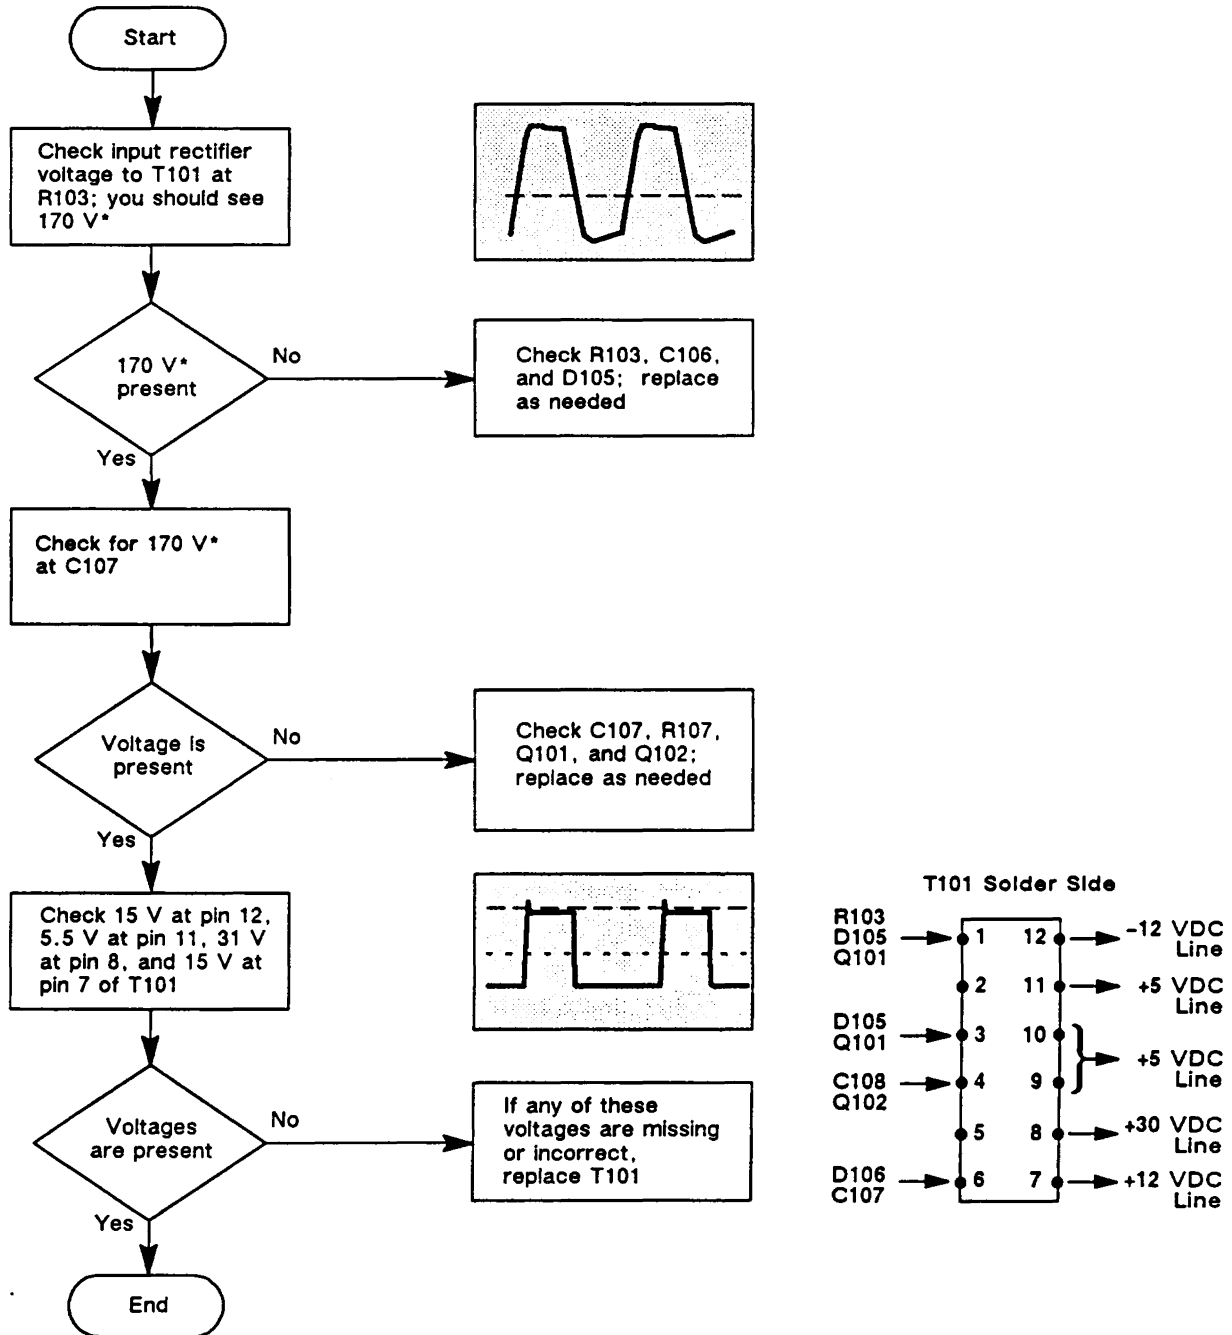 Start
Check input rectifier
voltage to T101 at
R103; you should see
170 V*
170 V*
present
No
Check R103, C106,
and D105; replace
as needed
Yes
Check for 170 V*
at C107
Voltage is
present
No
Check C107, R107,
Q101, and Q102;
replace as needed
Yes
Check 15 V at pin 12,
5.5 V at pin 11, 31 V
at pin 8, and 15 V at
pin 7 of T101
Voltages
are present
No
If any of these
voltages are missing
or incorrect,
replace T101
Yes
End
T101 Solder Side
R103
D105
Q101
1 12
-12 VDC
Line
2 11
+5 VDC
Line
D105
Q101
3 10
C108
Q102
4 9
+5 VDC
Line
5 8
+30 VDC
Line
D106
C107
6 7
+12 VDC
Line